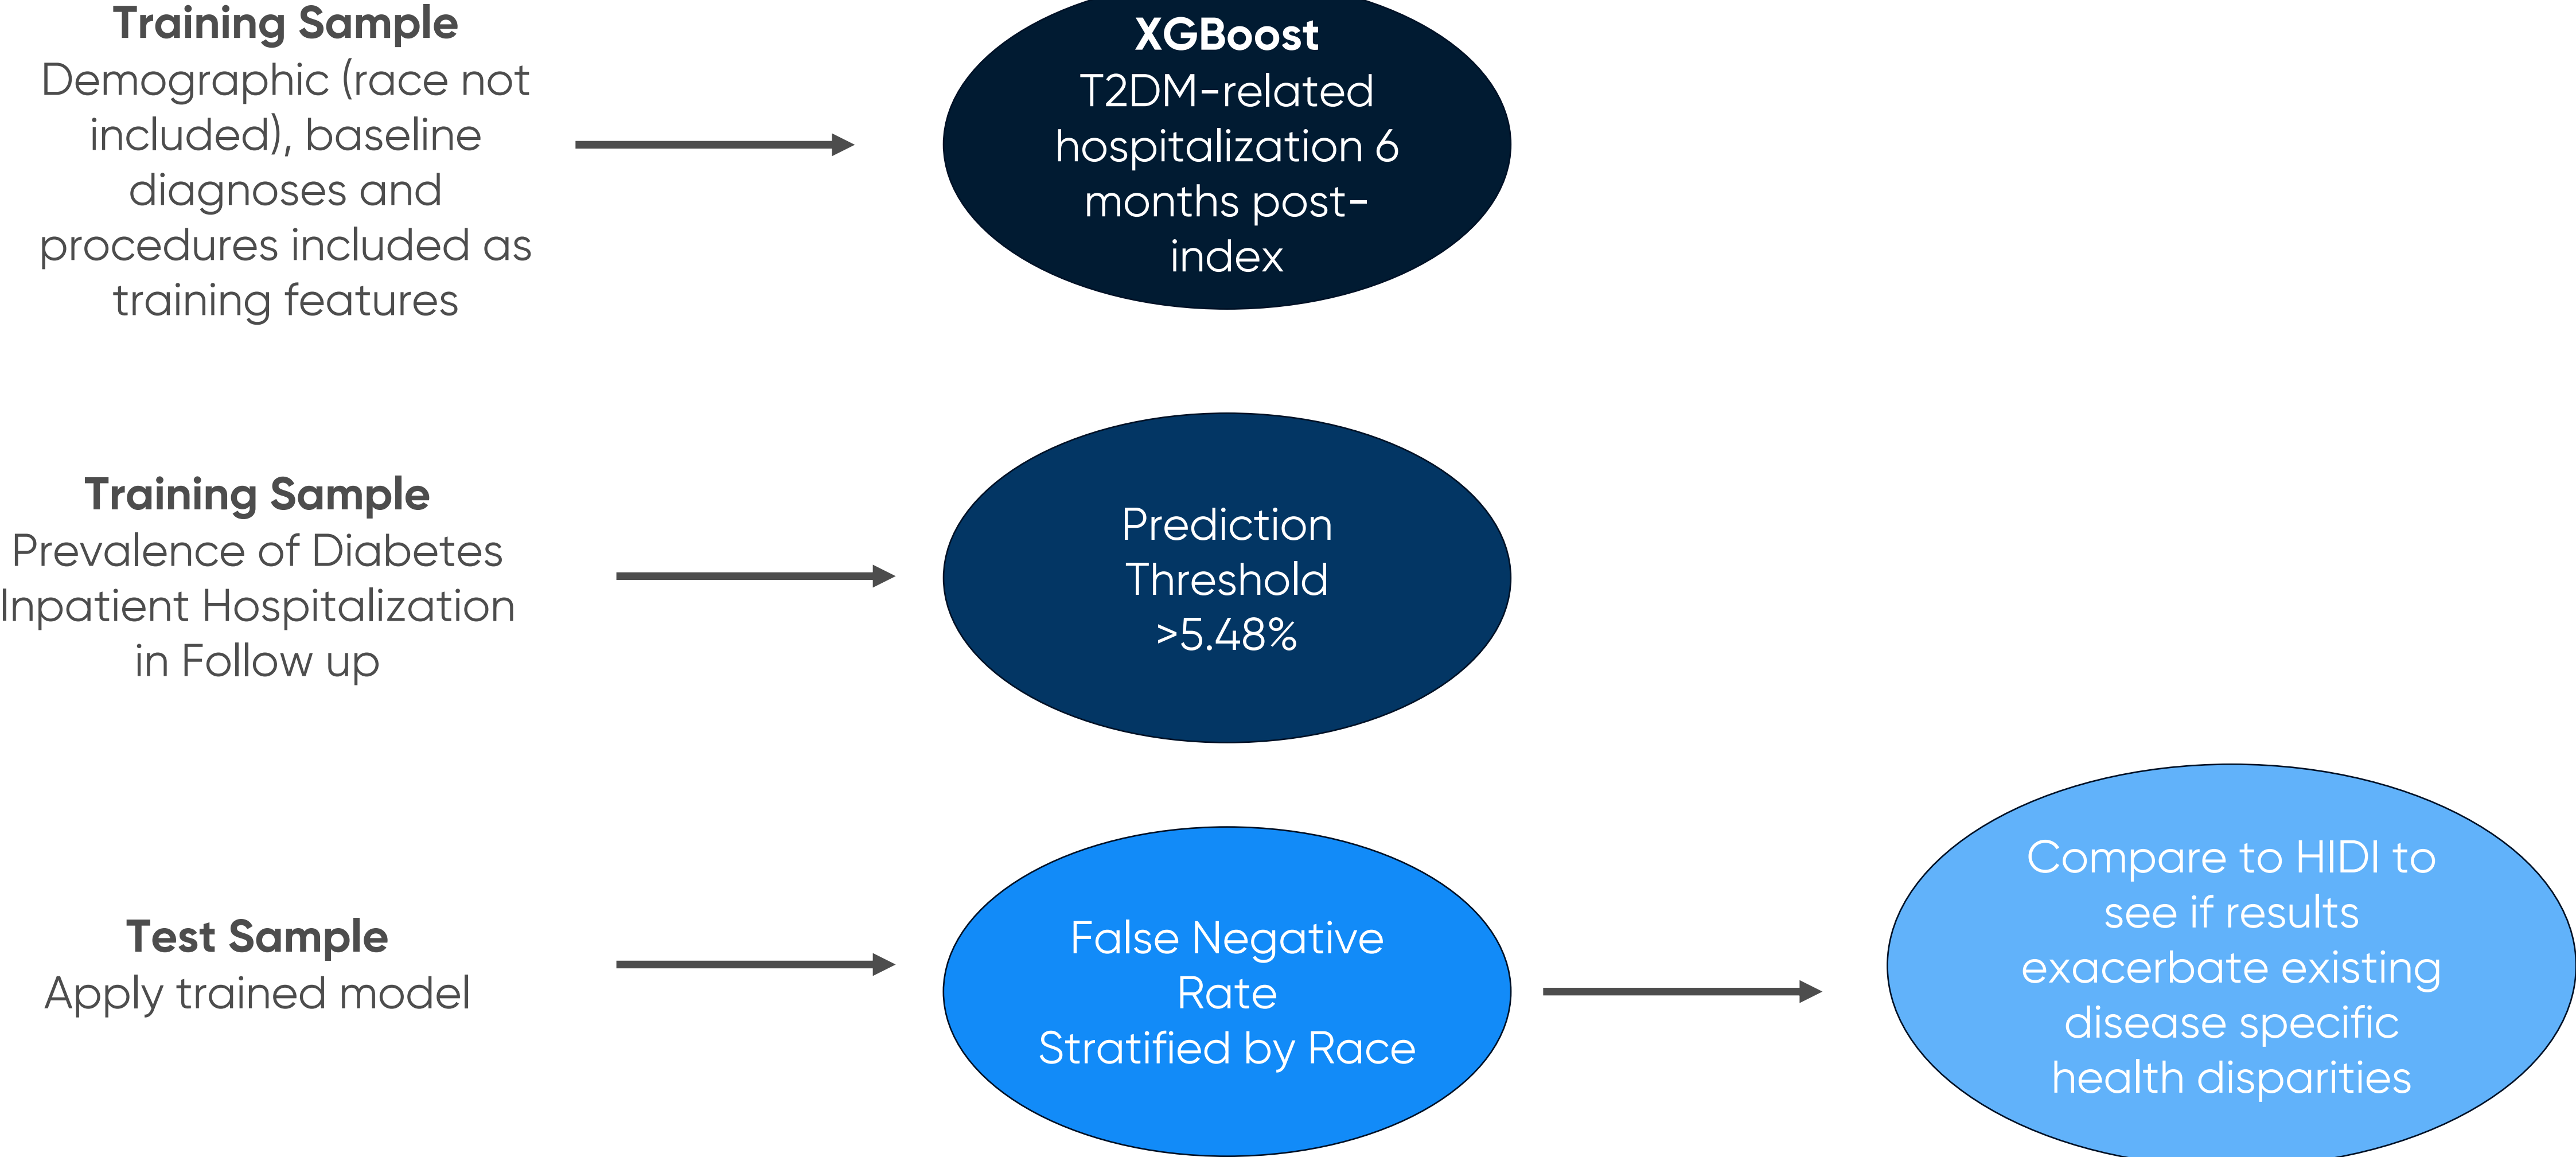 Training Sample
Demographic (race not
included), baseline
diagnoses and
procedures included as
training features
XGBoost
T2DM-related
hospitalization 6
months post-
index
Training Sample
Prevalence of Diabetes
Inpatient Hospitalization
in Follow up
Prediction
Threshold
>5.48%
Test Sample
Apply trained model
False Negative
Rate
Stratified by Race
Compare to HIDI to
see if results
exacerbate existing
disease specific
health disparities